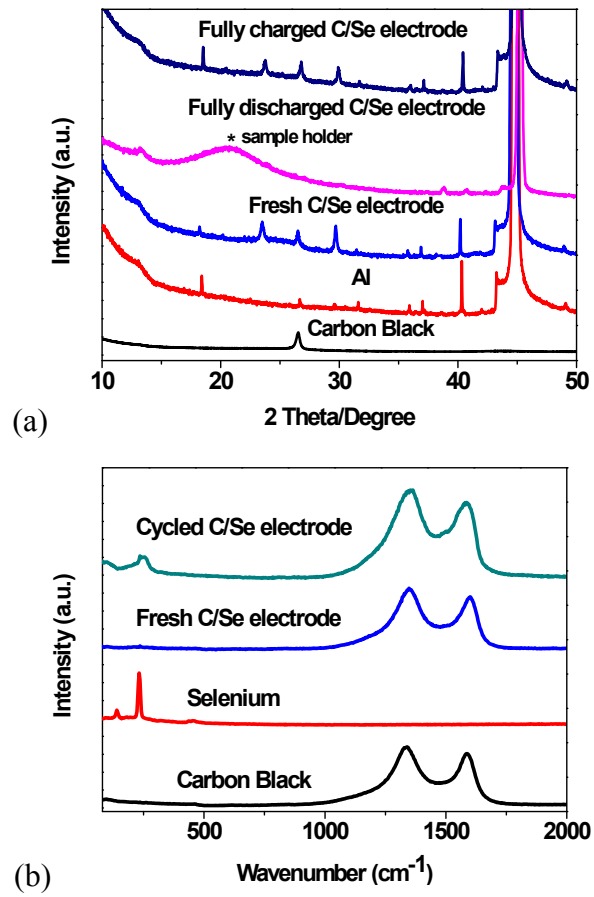 Fully charged C/Se electrode
Fully discharged C/Se electrode
* sample holder
Fresh C/Se electrode
Al
Carbon Black
Intensity (a.u.)
10 20 30 40 50
2 Theta/Degree
(a)
Cycled C/Se electrode
Fresh C/Se electrode
Selenium
Carbon Black
Intensity (a.u.)
500 1000 1500 2000
Wavenumber (cm-1)
(b)